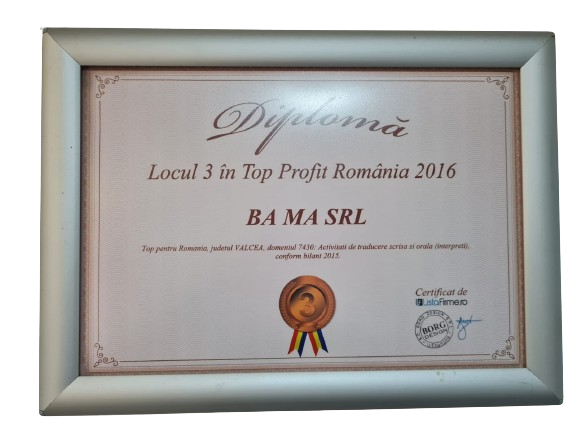 Diplomă
Locul 3 în Top Profit România 2016
BA MA SRL
Top pentru Romania, judetul VALCEA, domeniul 7430: Activitati de traducere scrisa si orala (interpreti),
conform bilant 2015.
3
Certificat de
ListaFirme.ro
BORG
DESIGN